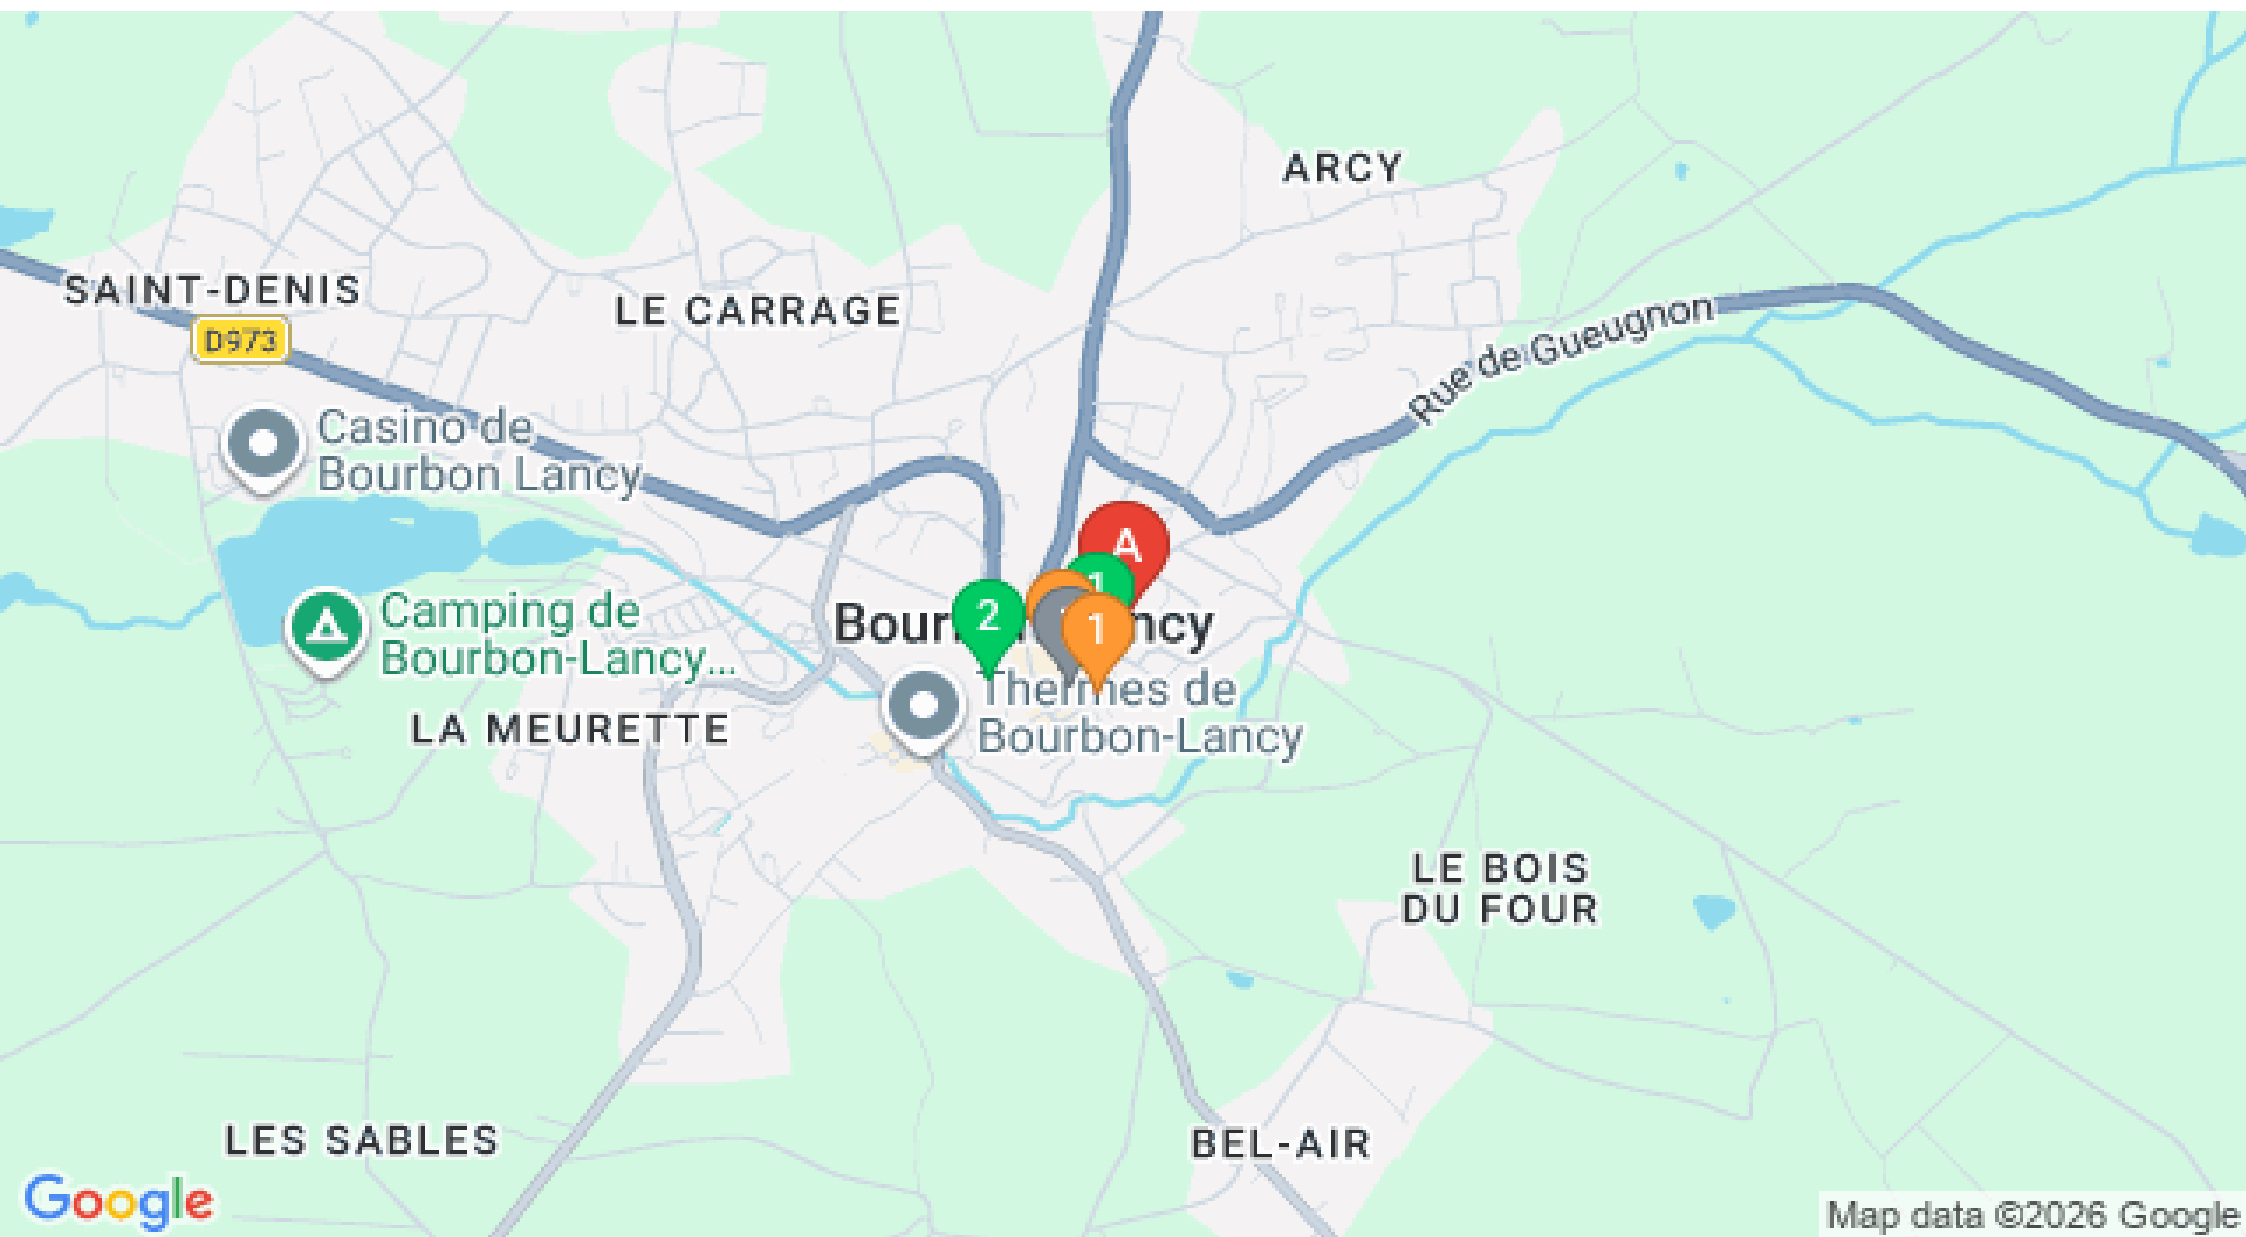 ARCY
SAINT-DENIS
LE CARRAGE
D973
Rue de Gueugnon
Casino de
Bourbon Lancy
A
1
2
1
Camping de
Bourbon-Lancy...
Thermes de
Bourbon-Lancy
LA MEURETTE
LE BOIS
DU FOUR
LES SABLES
BEL-AIR
Google
Map data ©2026 Google